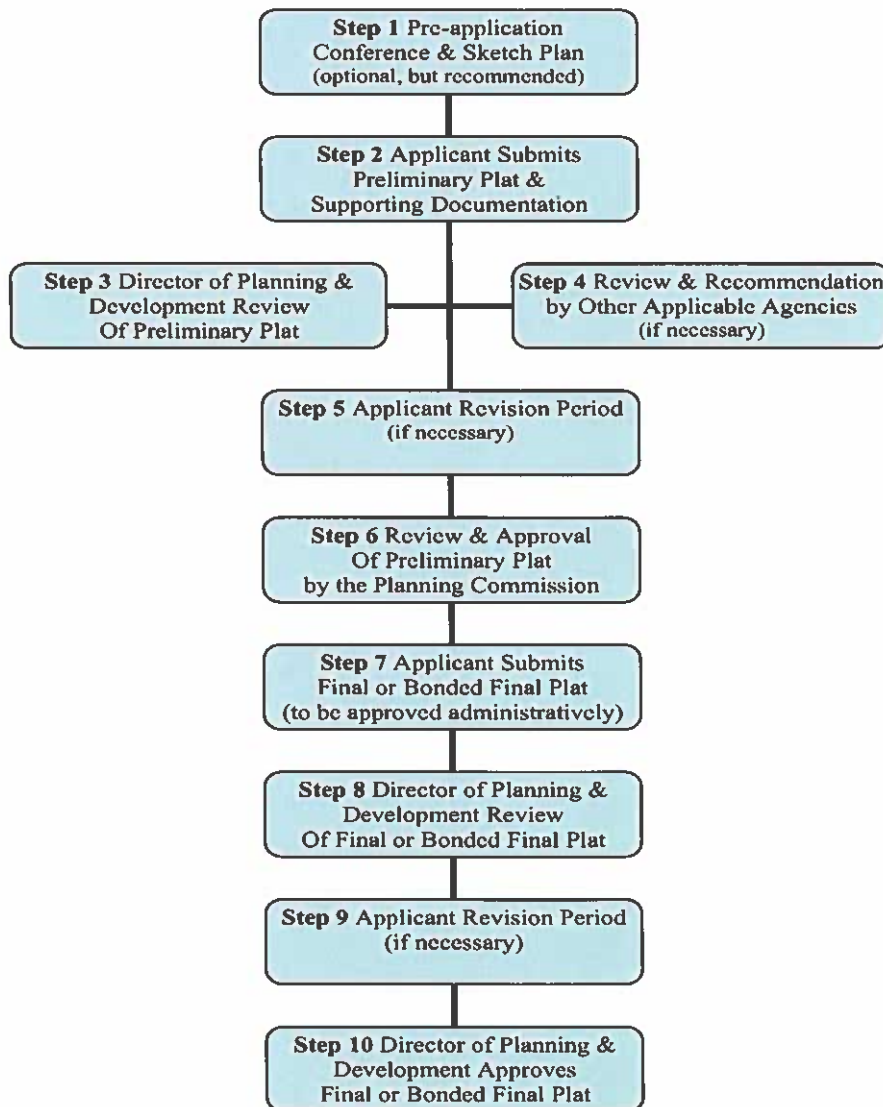 Step 1 Pre-application
Conference & Sketch Plan
(optional, but recommended)
Step 2 Applicant Submits
Preliminary Plat &
Supporting Documentation
Step 3 Director of Planning &
Development Review
Of Preliminary Plat
Step 4 Review & Recommendation
by Other Applicable Agencies
(if necessary)
Step 5 Applicant Revision Period
(if necessary)
Step 6 Review & Approval
Of Preliminary Plat
by the Planning Commission
Step 7 Applicant Submits
Final or Bonded Final Plat
(to be approved administratively)
Step 8 Director of Planning &
Development Review
Of Final or Bonded Final Plat
Step 9 Applicant Revision Period
(if necessary)
Step 10 Director of Planning &
Development Approves
Final or Bonded Final Plat